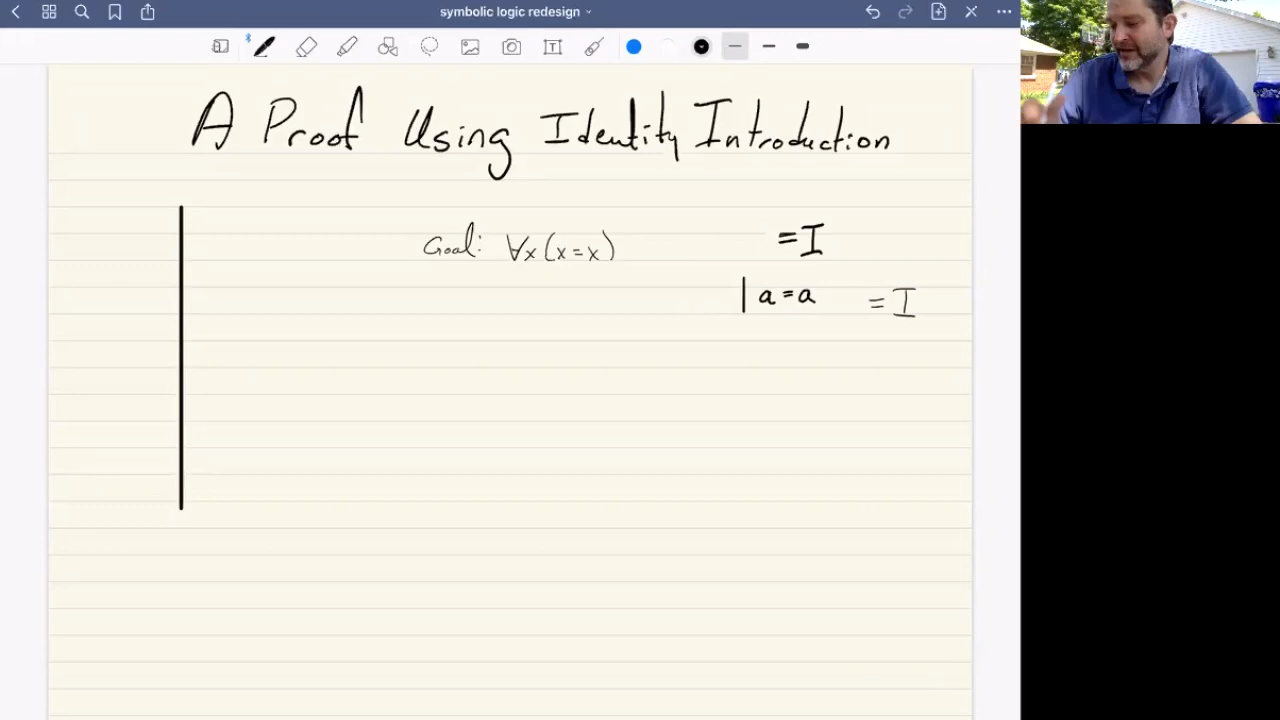 symbolic logic redesign
A Proof Using Identity Introduction
Goal: ∀x(x=x)
=I
a=a =I